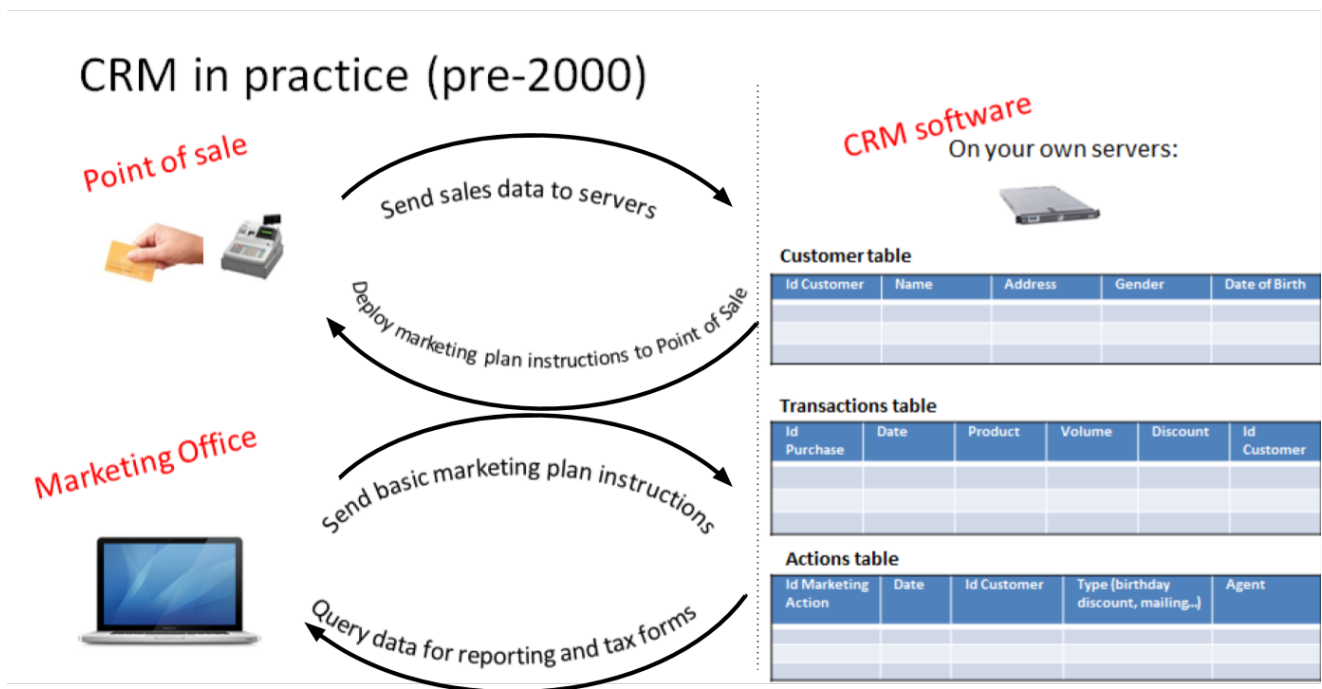 CRM in practice (pre-2000)
Point of sale
Send sales data to servers
Deploy marketing plan instructions to Point of Sale
Marketing Office
Send basic marketing plan instructions
Query data for reporting and tax forms
CRM software
On your own servers:
Customer table
Id Customer Name Address Gender Date of Birth
Transactions table
Id Purchase Date Product Volume Discount Id Customer
Actions table
Id Marketing Action Date Id Customer Type (birthday discount, mailing...) Agent